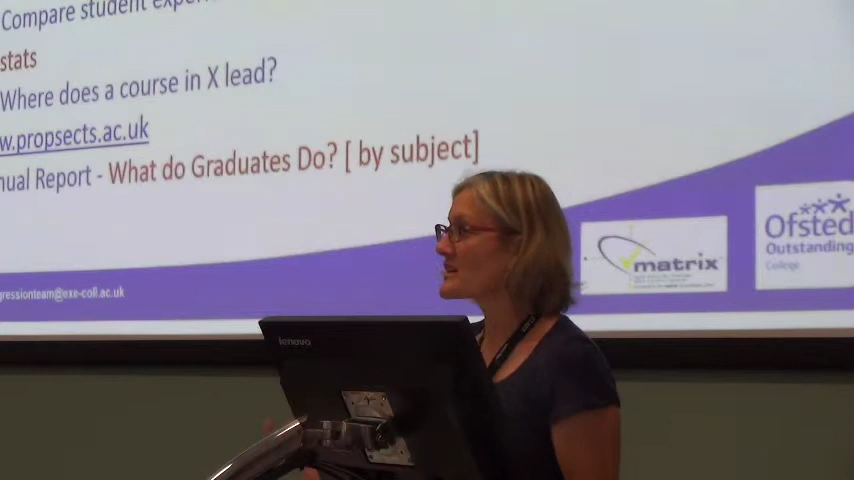 Compare student
stats
Where does a course in X lead?
w.propsects.ac.uk
nual Report - What do Graduates Do? [ by subject]
gressionteam@exe-coll.ac.uk
matrix
Ofsted
Outstanding
College
lenovo